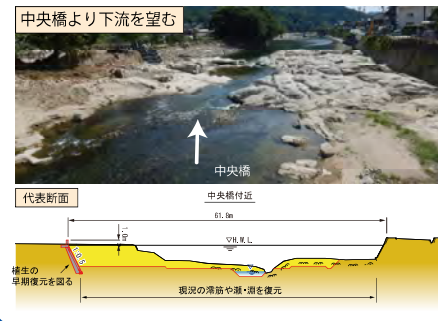 中央橋より下流を望む
中央橋
代表断面
中央橋付近
61.8m
1.0m
▽H.W.L.
1:0.5
植生の
早期復元を図る
現況の澪筋や瀬・淵を復元